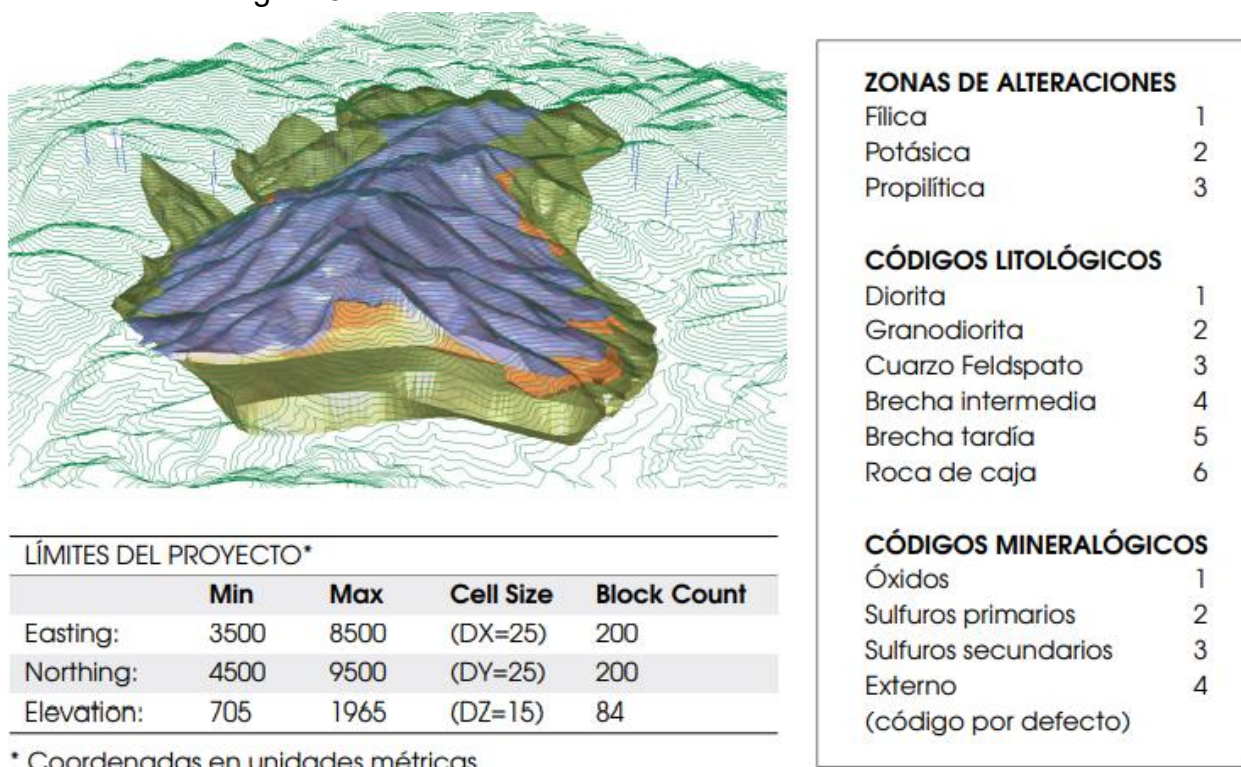 LÍMITES DEL PROYECTO*
Min Max Cell Size Block Count
Easting: 3500 8500 (DX=25) 200
Northing: 4500 9500 (DY=25) 200
Elevation: 705 1965 (DZ=15) 84
* Coordenadas en unidades métricas
ZONAS DE ALTERACIONES
Fílica 1
Potásica 2
Propilítica 3
CÓDIGOS LITOLÓGICOS
Diorita 1
Granodiorita 2
Cuarzo Feldspato 3
Brecha intermedia 4
Brecha tardía 5
Roca de caja 6
CÓDIGOS MINERALÓGICOS
Óxidos 1
Sulfuros primarios 2
Sulfuros secundarios 3
Externo 4
(código por defecto)